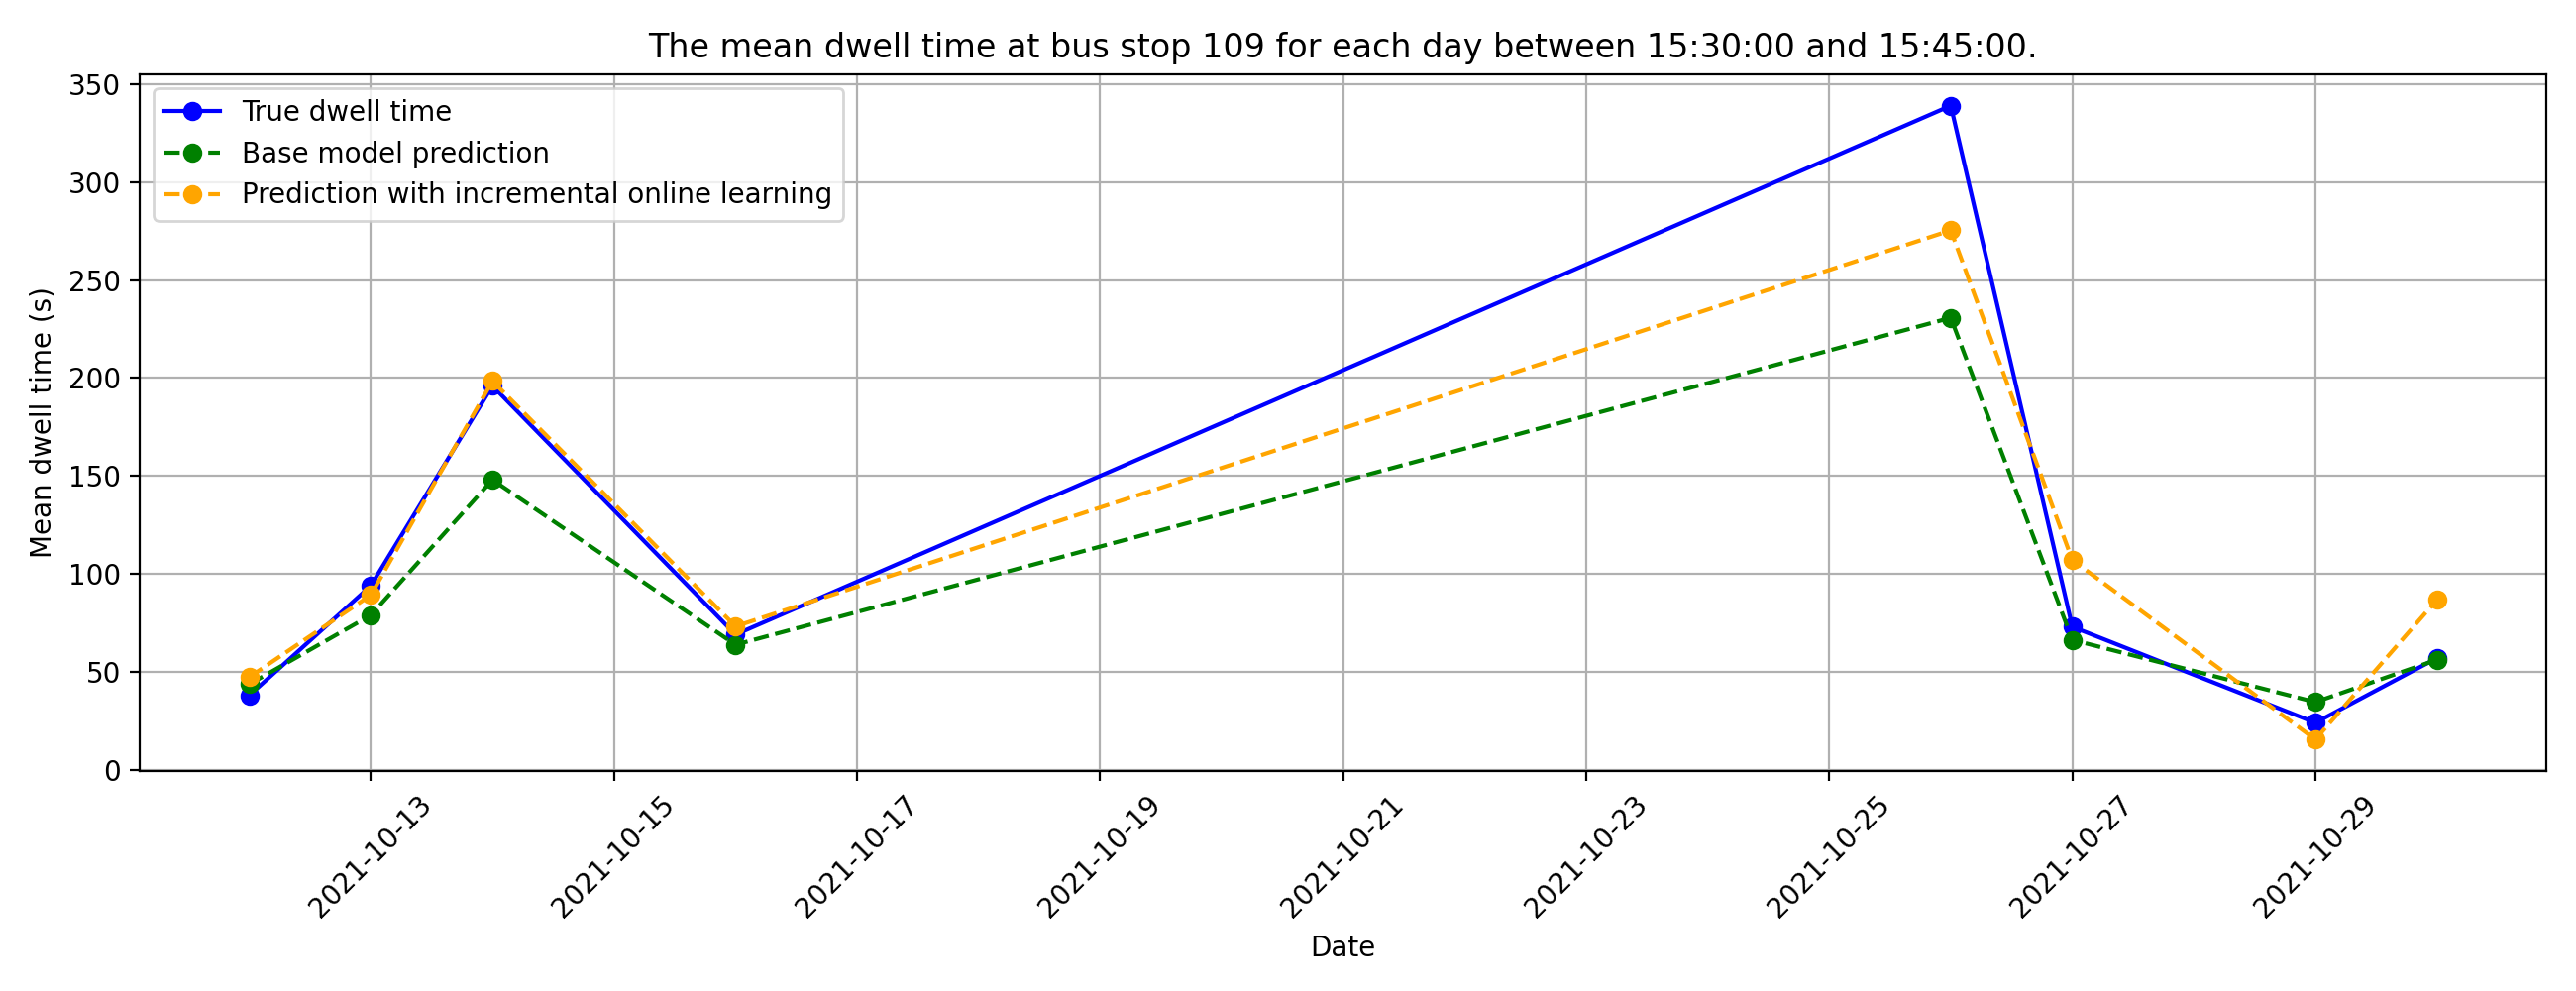 The mean dwell time at bus stop 109 for each day between 15:30:00 and 15:45:00.
True dwell time
Base model prediction
Prediction with incremental online learning
Mean dwell time (s)
350
300
250
200
150
100
50
0
2021-10-13
2021-10-15
2021-10-17
2021-10-19
2021-10-21
2021-10-23
2021-10-25
2021-10-27
2021-10-29
Date